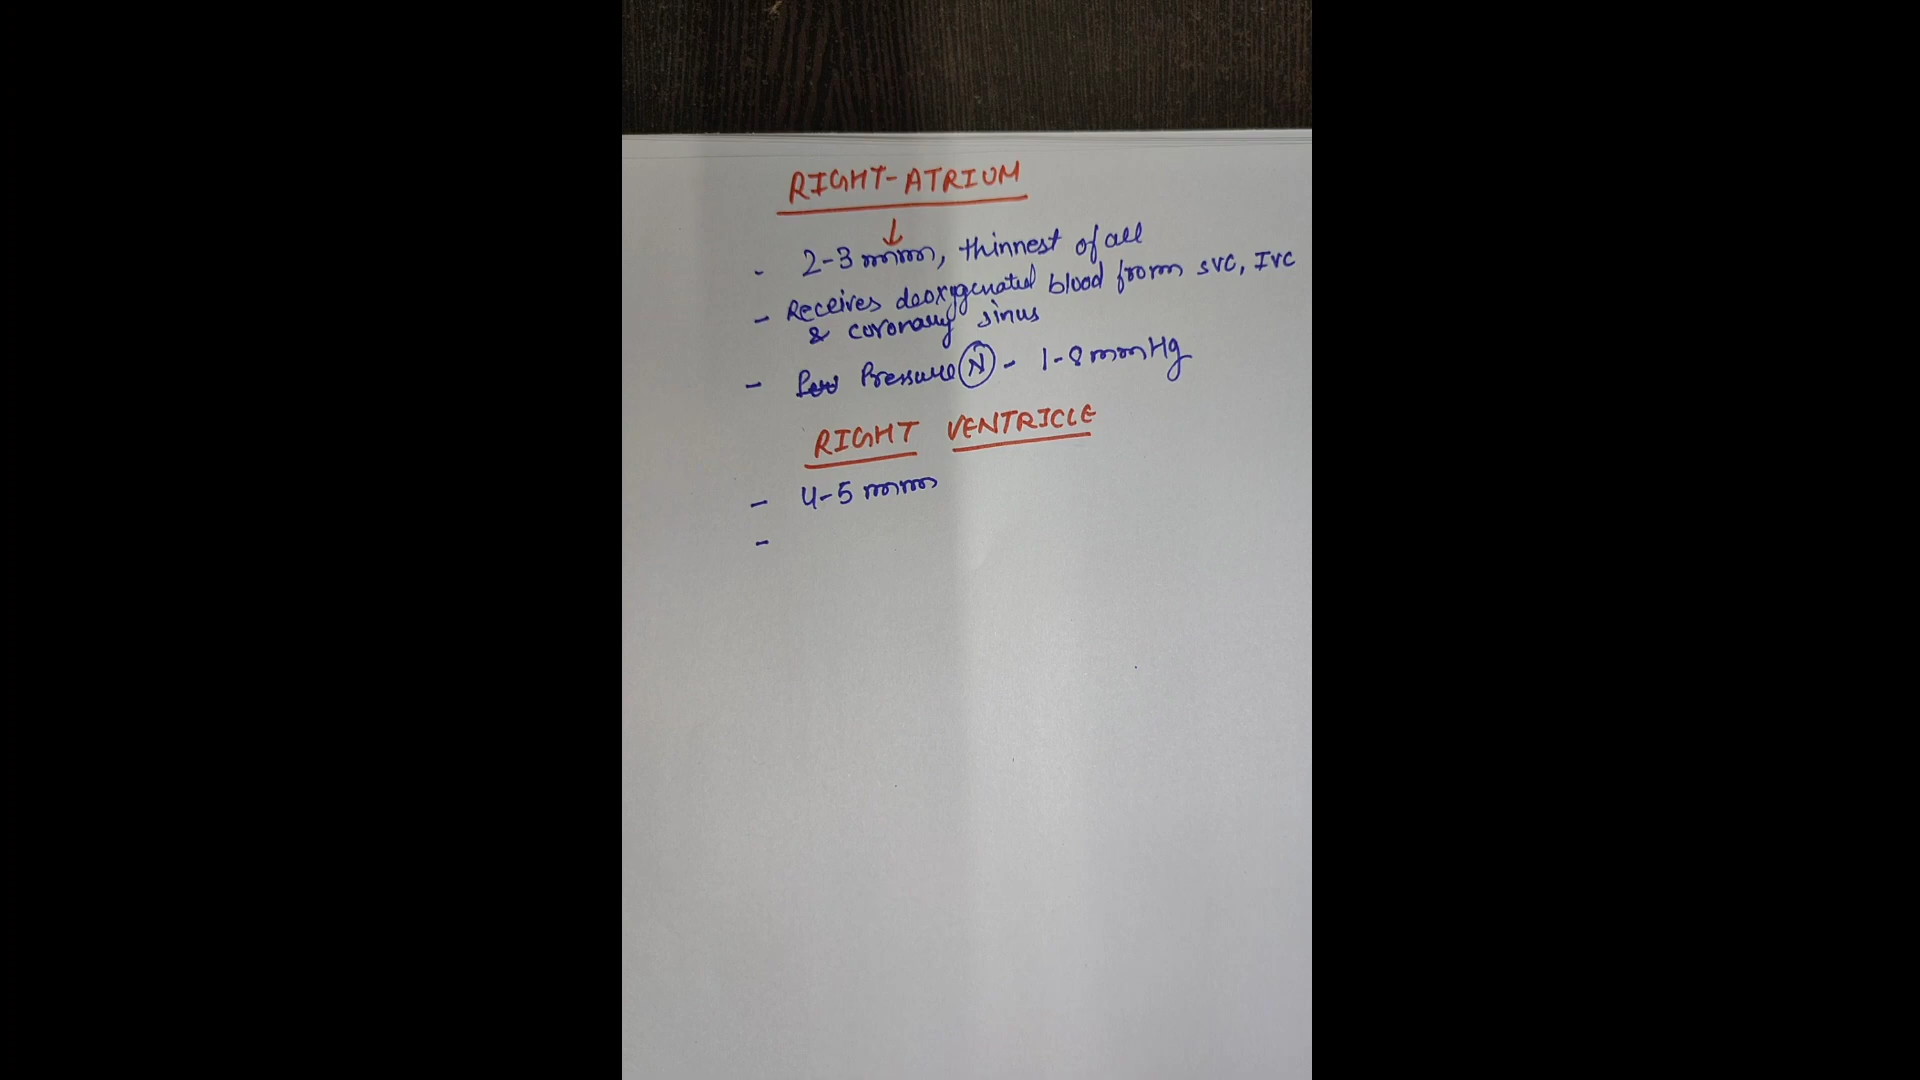 RIGHT-ATRIUM
↓
- 2-3 mm, thinnest of all
- Receives deoxygenated blood from SVC, IVC
& coronary sinus
- Pressure (N) - 1-8 mmHg
RIGHT VENTRICLE
- 4-5 mm
-